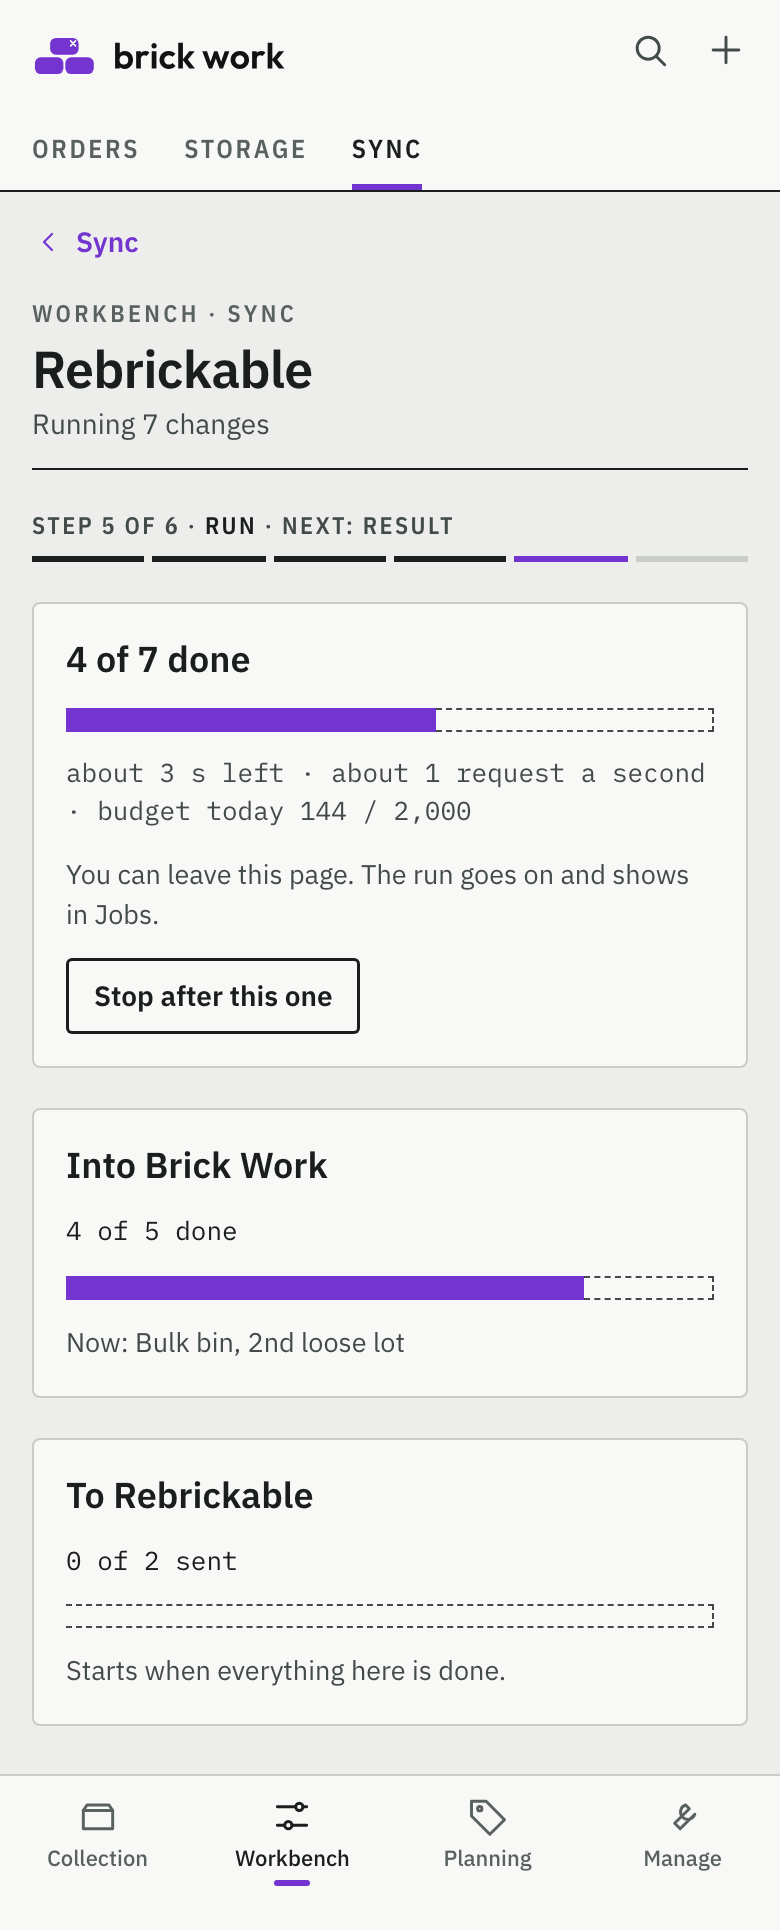 brick work
ORDERS STORAGE SYNC
Sync
WORKBENCH · SYNC
Rebrickable
Running 7 changes
STEP 5 OF 6 · RUN · NEXT: RESULT
4 of 7 done
about 3 s left · about 1 request a second
· budget today 144 / 2,000
You can leave this page. The run goes on and shows
in Jobs.
Stop after this one
Into Brick Work
4 of 5 done
Now: Bulk bin, 2nd loose lot
To Rebrickable
0 of 2 sent
Starts when everything here is done.
Collection Workbench Planning Manage